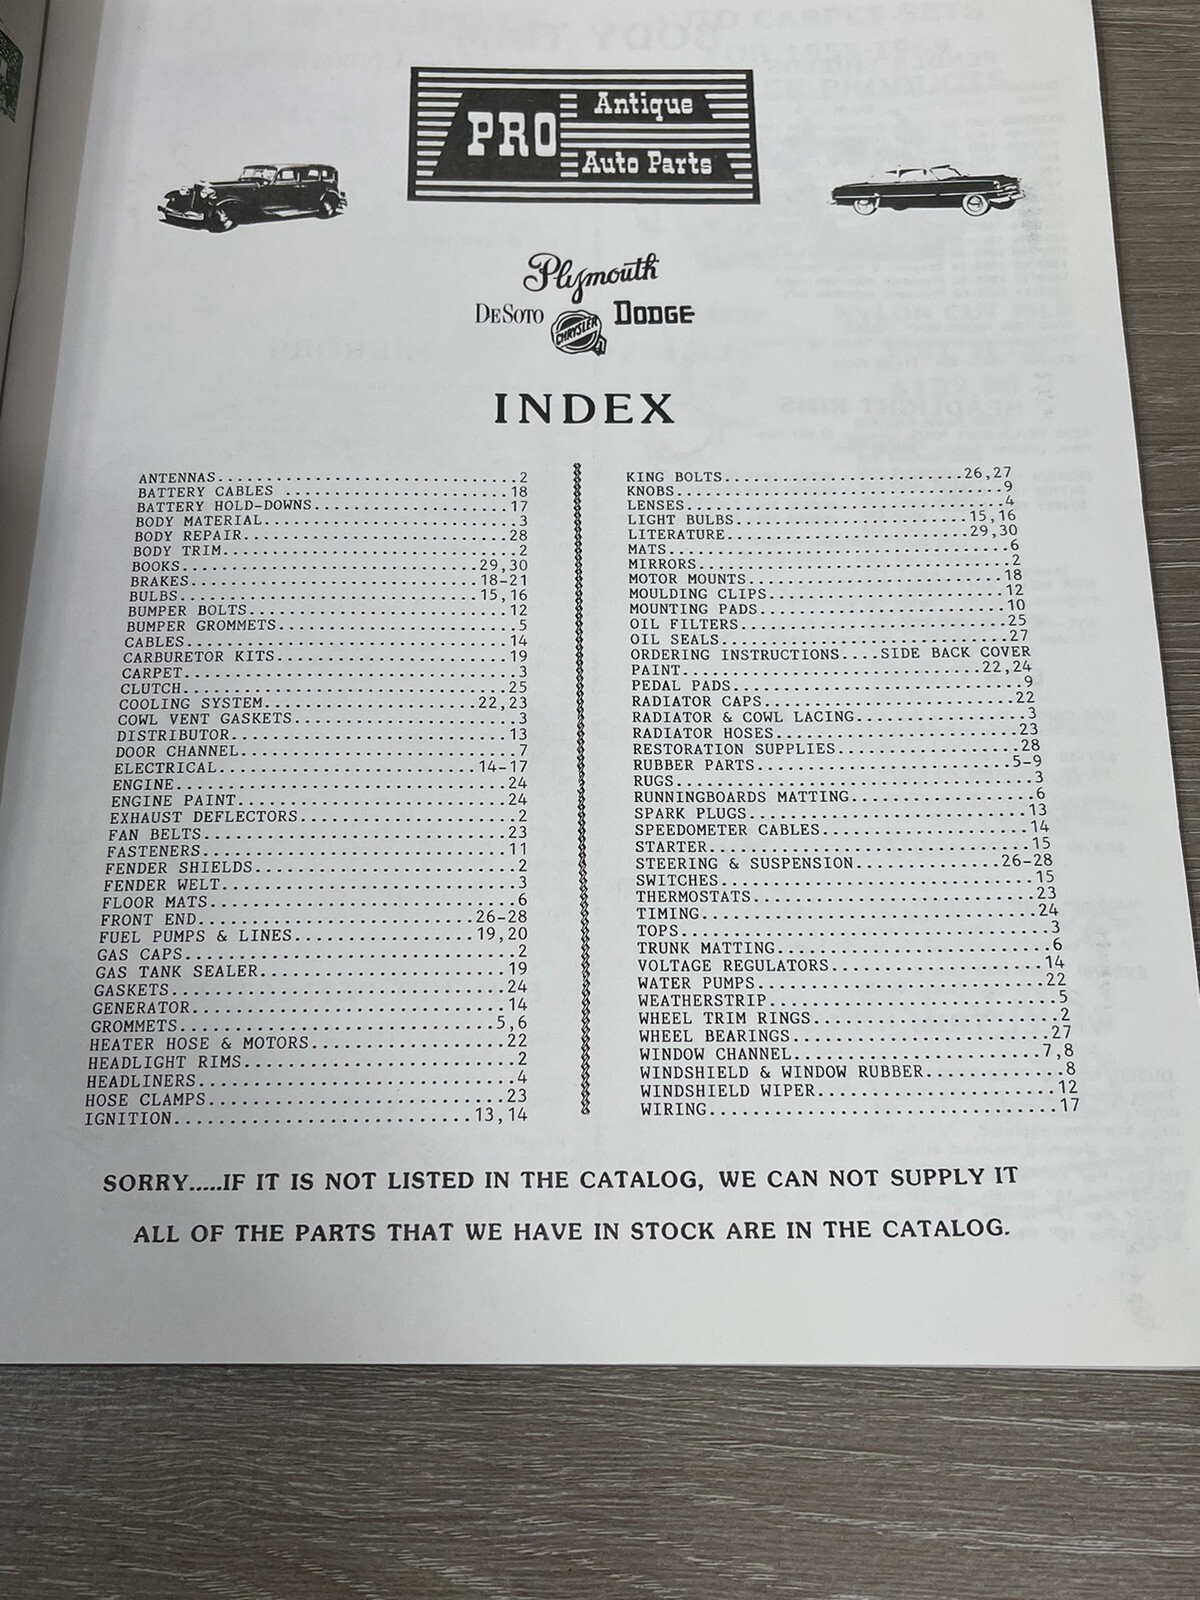 PRO Antique
Auto Parts
Plymouth
DESOTO CHRYSLER DODGE
INDEX
ANTENNAS...............................2
BATTERY CABLES .......................18
BATTERY HOLD-DOWNS....................17
BODY MATERIAL..........................3
BODY REPAIR...........................28
BODY TRIM..............................2
BOOKS..............................29,30
BRAKES.............................18-21
BULBS..............................15,16
BUMPER BOLTS..........................12
BUMPER GROMMETS........................5
CABLES................................14
CARBURETOR KITS.......................19
CARPET.................................3
CLUTCH................................25
COOLING SYSTEM.....................22,23
COWL VENT GASKETS......................3
DISTRIBUTOR...........................13
DOOR CHANNEL...........................7
ELECTRICAL.........................14-17
ENGINE................................24
ENGINE PAINT..........................24
EXHAUST DEFLECTORS.....................2
FAN BELTS.............................23
FASTENERS.............................11
FENDER SHIELDS.........................2
FENDER WELT............................3
FLOOR MATS.............................6
FRONT END..........................26-28
FUEL PUMPS & LINES.................19,20
GAS CAPS...............................2
GAS TANK SEALER.......................19
GASKETS...............................24
GENERATOR.............................14
GROMMETS.............................5,6
HEATER HOSE & MOTORS..................22
HEADLIGHT RIMS.........................2
HEADLINERS.............................4
HOSE CLAMPS...........................23
IGNITION...........................13,14
KING BOLTS.........................26,27
KNOBS..................................9
LENSES.................................4
LIGHT BULBS........................15,16
LITERATURE.........................29,30
MATS...................................6
MIRRORS................................2
MOTOR MOUNTS..........................18
MOULDING CLIPS........................12
MOUNTING PADS.........................10
OIL FILTERS...........................25
OIL SEALS.............................27
ORDERING INSTRUCTIONS....SIDE BACK COVER
PAINT..............................22,24
PEDAL PADS.............................9
RADIATOR CAPS.........................22
RADIATOR & COWL LACING.................3
RADIATOR HOSES........................23
RESTORATION SUPPLIES..................28
RUBBER PARTS.........................5-9
RUGS...................................3
RUNNINGBOARDS MATTING..................6
SPARK PLUGS...........................13
SPEEDOMETER CABLES....................14
STARTER...............................15
STEERING & SUSPENSION..............26-28
SWITCHES..............................15
THERMOSTATS...........................23
TIMING................................24
TOPS...................................3
TRUNK MATTING..........................6
VOLTAGE REGULATORS....................14
WATER PUMPS...........................22
WEATHERSTRIP...........................5
WHEEL TRIM RINGS.......................2
WHEEL BEARINGS........................27
WINDOW CHANNEL.......................7,8
WINDSHIELD & WINDOW RUBBER.............8
WINDSHIELD WIPER......................12
WIRING................................17
SORRY.....IF IT IS NOT LISTED IN THE CATALOG, WE CAN NOT SUPPLY IT
ALL OF THE PARTS THAT WE HAVE IN STOCK ARE IN THE CATALOG.